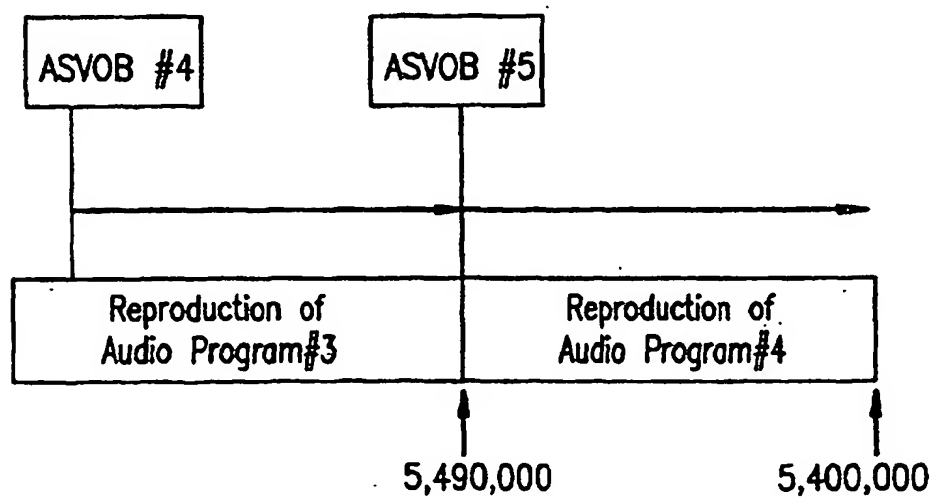 ASVOB #4
ASVOB #5
Reproduction of
Audio Program#3
Reproduction of
Audio Program#4
5,490,000
5,400,000